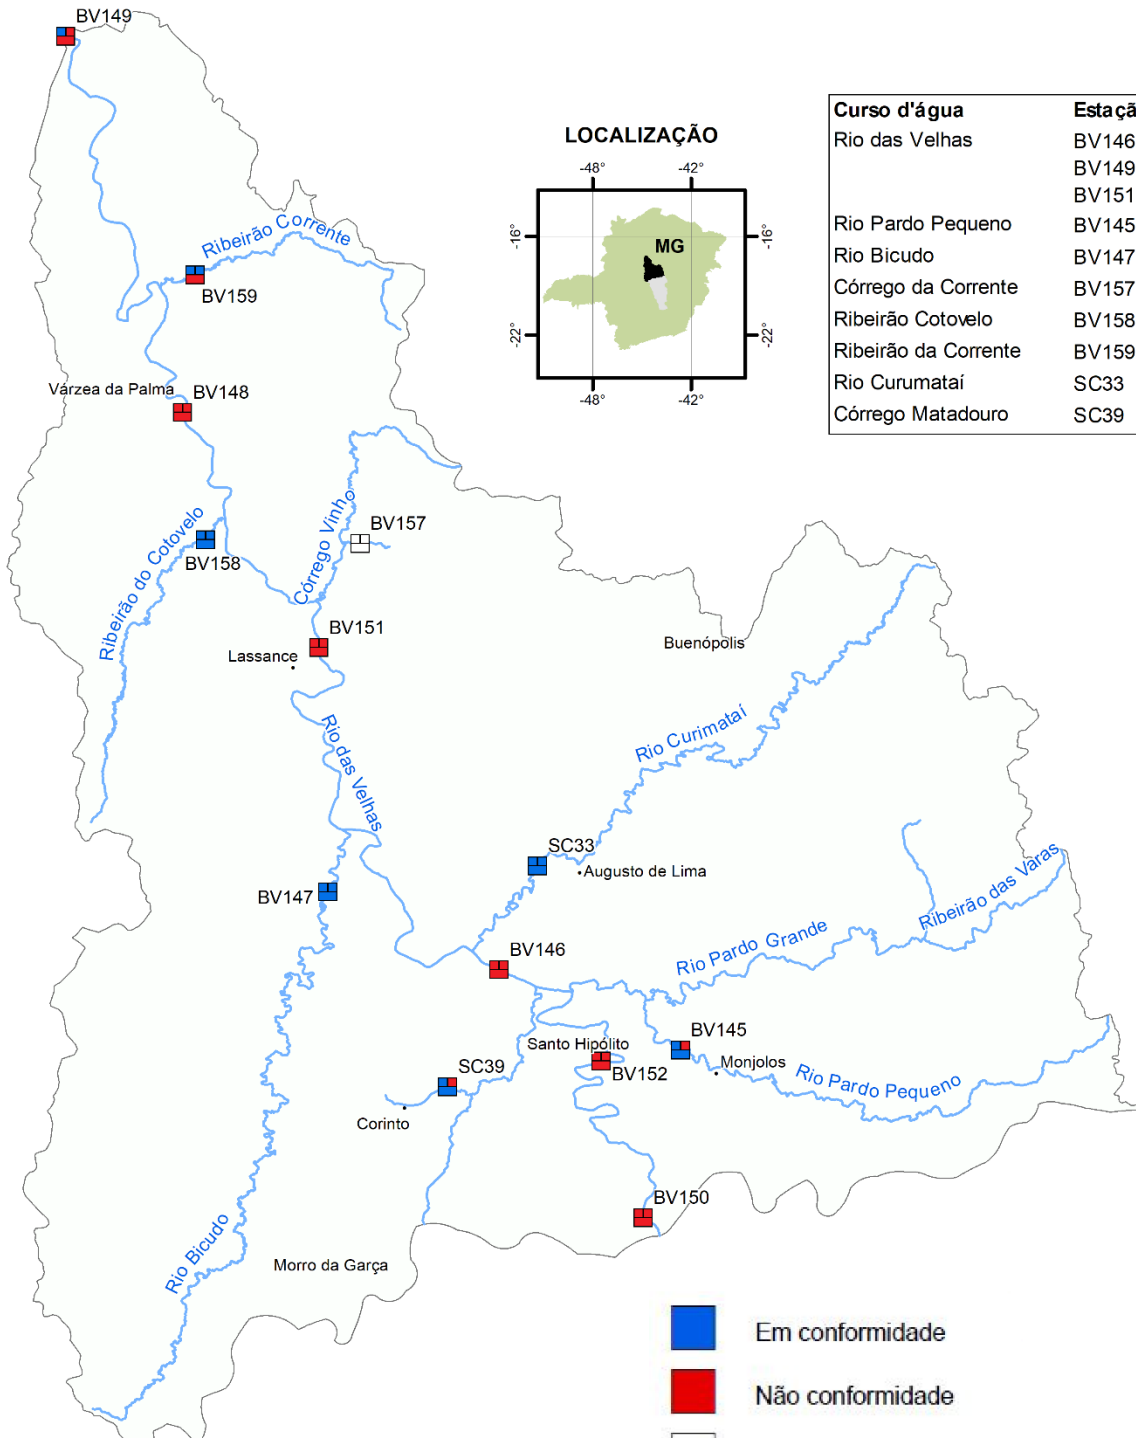 BV149
LOCALIZAÇÃO
-48°
-42°
-16°
-16°
MG
-22°
-22°
-48°
-42°
Curso d'água Estaçã
Rio das Velhas BV146
BV149
BV151
Rio Pardo Pequeno BV145
Rio Bicudo BV147
Córrego da Corrente BV157
Ribeirão Cotovelo BV158
Ribeirão da Corrente BV159
Rio Curumataí SC33
Córrego Matadouro SC39
Ribeirão Corrente
BV159
Várzea da Palma
BV148
Ribeirão do Cotovelo
BV158
Córrego Vinho
BV157
BV151
Lassance
Buenópolis
Rio das Velhas
Rio Curimataí
SC33
Augusto de Lima
BV147
BV146
Rio Pardo Grande
Ribeirão das Varas
BV145
Santo Hipólito
BV152
Monjolos
Rio Pardo Pequeno
SC39
Corinto
BV150
Rio Bicudo
Morro da Garça
Em conformidade
Não conformidade